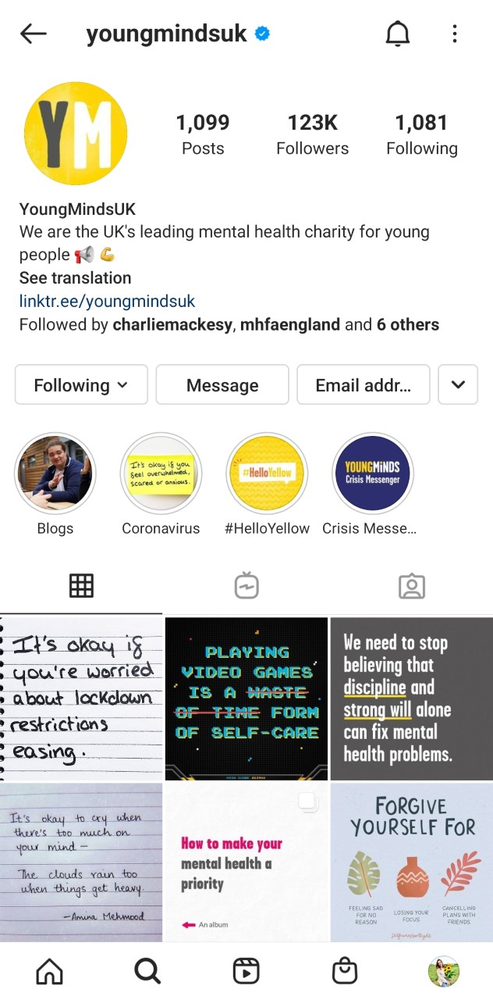 youngmindsuk
YM
1,099
Posts
123K
Followers
1,081
Following
YoungMindsUK
We are the UK's leading mental health charity for young
people
See translation
linktr.ee/youngmindsuk
Followed by charliemackesy, mhfaengland and 6 others
Following
Message
Email addr...
It's okay if you
feel overwhelmed,
scared or anxious.
#HelloYellow
YOUNGMiNDS
Crisis Messenger
Blogs
Coronavirus
#HelloYellow
Crisis Messe...
It's okay if
you're worried
about lockdown
restrictions
easing.
PLAYING
VIDEO GAMES
IS A WASTE
OF TIME FORM
OF SELF-CARE
We need to stop
believing that
discipline and
strong will alone
can fix mental
health problems.
It's okay to cry when
there's too much on
your mind —
The clouds rain too
when things get heavy.
-Amina Mehmood
How to make your
mental health a
priority
An album
FORGIVE
YOURSELF FOR
FEELING SAD
FOR NO
REASON
LOSING YOUR
FOCUS
CANCELLING
PLANS WITH
FRIENDS